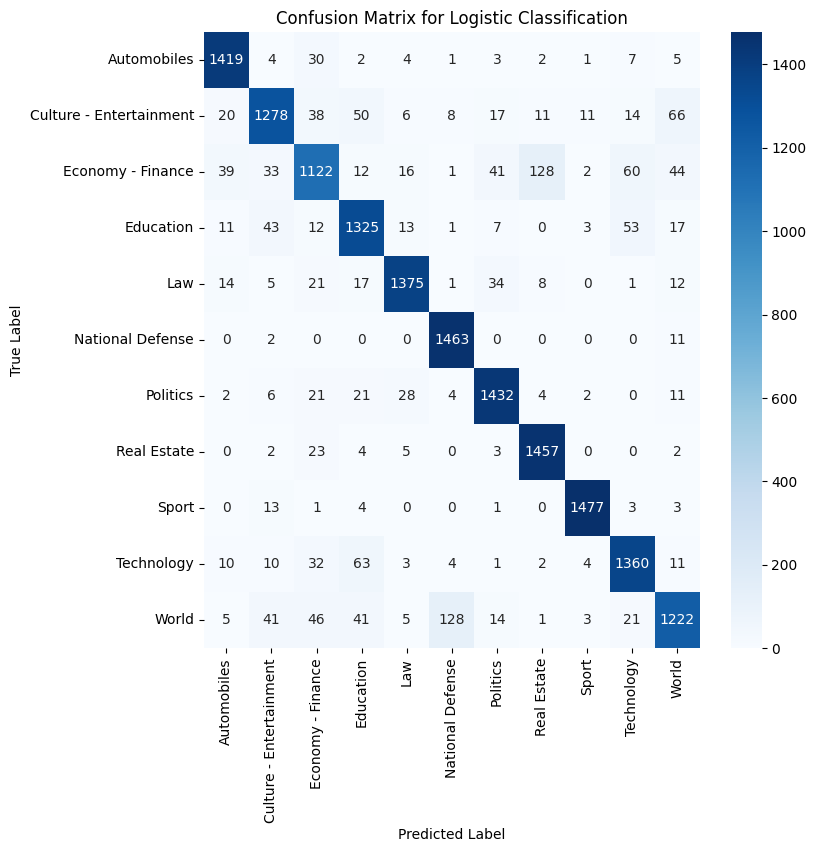 Confusion Matrix for Logistic Classification
Automobiles 1419 4 30 2 4 1 3 2 1 7 5
Culture - Entertainment 20 1278 38 50 6 8 17 11 11 14 66
Economy - Finance 39 33 1122 12 16 1 41 128 2 60 44
Education 11 43 12 1325 13 1 7 0 3 53 17
Law 14 5 21 17 1375 1 34 8 0 1 12
National Defense 0 2 0 0 0 1463 0 0 0 0 11
Politics 2 6 21 21 28 4 1432 4 2 0 11
Real Estate 0 2 23 4 5 0 3 1457 0 0 2
Sport 0 13 1 4 0 0 1 0 1477 3 3
Technology 10 10 32 63 3 4 1 2 4 1360 11
World 5 41 46 41 5 128 14 1 3 21 1222
True Label
Automobiles
Culture - Entertainment
Economy - Finance
Education
Law
National Defense
Politics
Real Estate
Sport
Technology
World
Predicted Label
1400
1200
1000
800
600
400
200
0